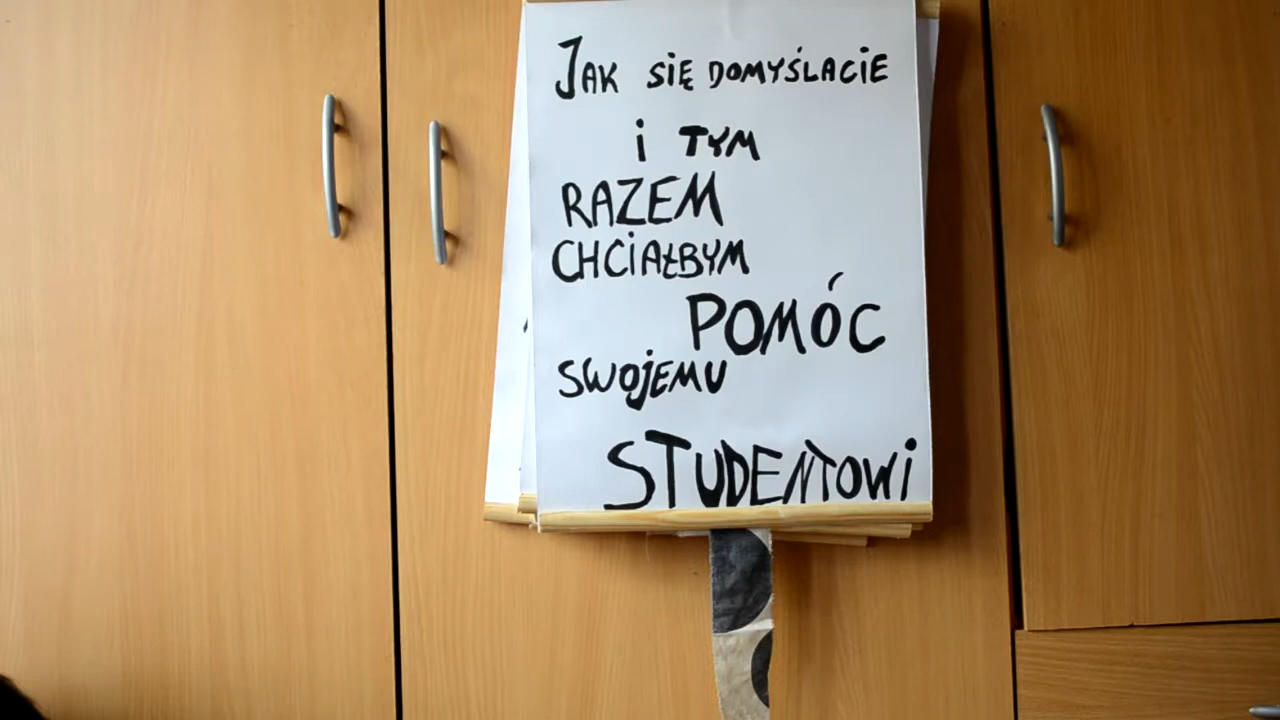 JAK SIĘ DOMYŚLACIE
i TYM
RAZEM
CHCIAŁBYM
POMÓC
SWOJEMU
STUDENTOWI